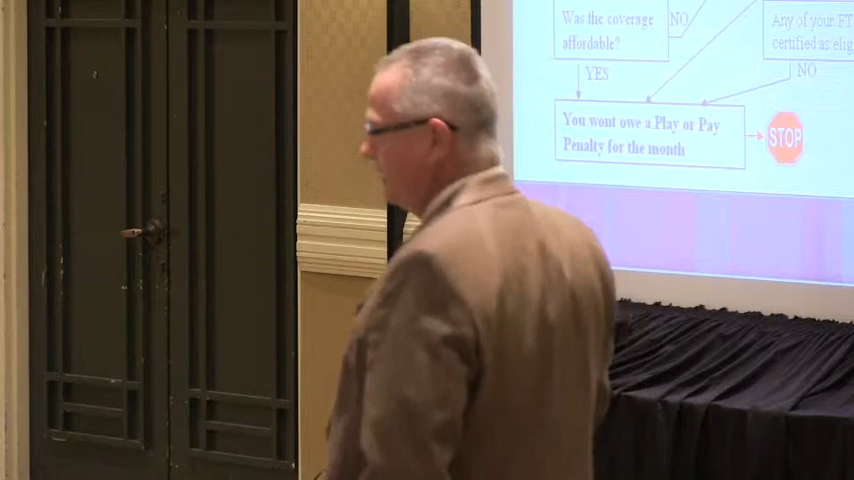 Was the coverage
affordable?
NO
Any of your FT
certified as elig
YES
NO
You wont owe a Play or Pay
Penalty for the month
STOP